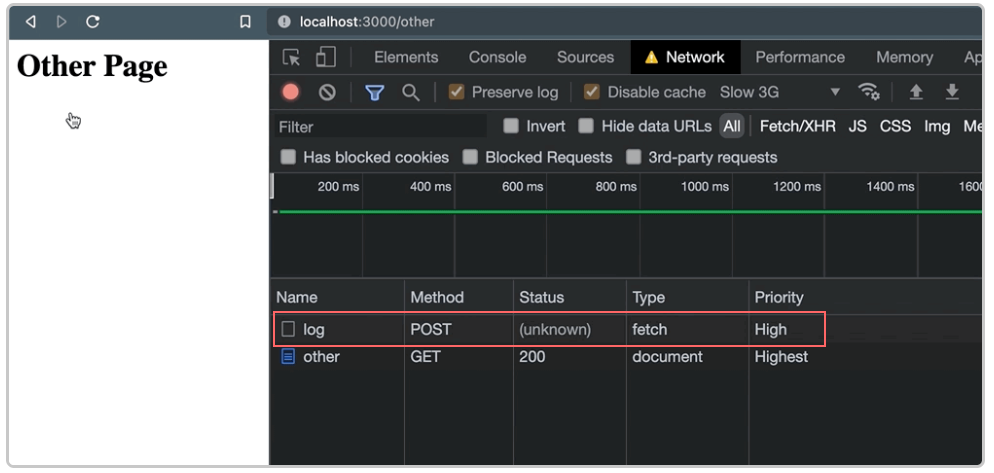 localhost:3000/other
Other Page
Elements Console Sources Network Performance Memory Ap
Preserve log Disable cache Slow 3G
Filter Invert Hide data URLs All Fetch/XHR JS CSS Img Me
Has blocked cookies Blocked Requests 3rd-party requests
200 ms 400 ms 600 ms 800 ms 1000 ms 1200 ms 1400 ms 1600
Name Method Status Type Priority
log POST (unknown) fetch High
other GET 200 document Highest